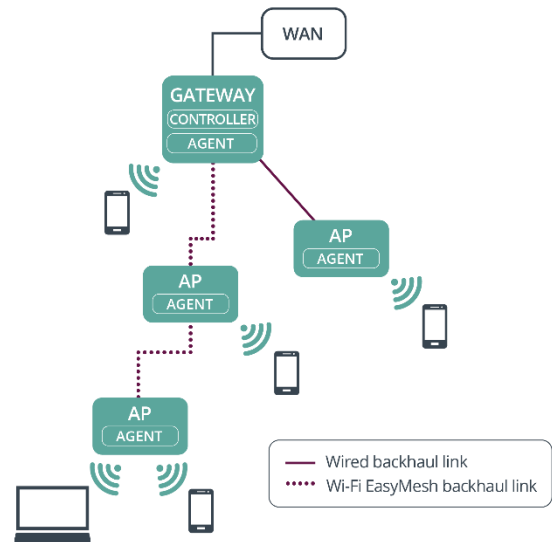 WAN
GATEWAY
CONTROLLER
AGENT
AP
AGENT
AP
AGENT
AP
AGENT
Wired backhaul link
Wi-Fi EasyMesh backhaul link